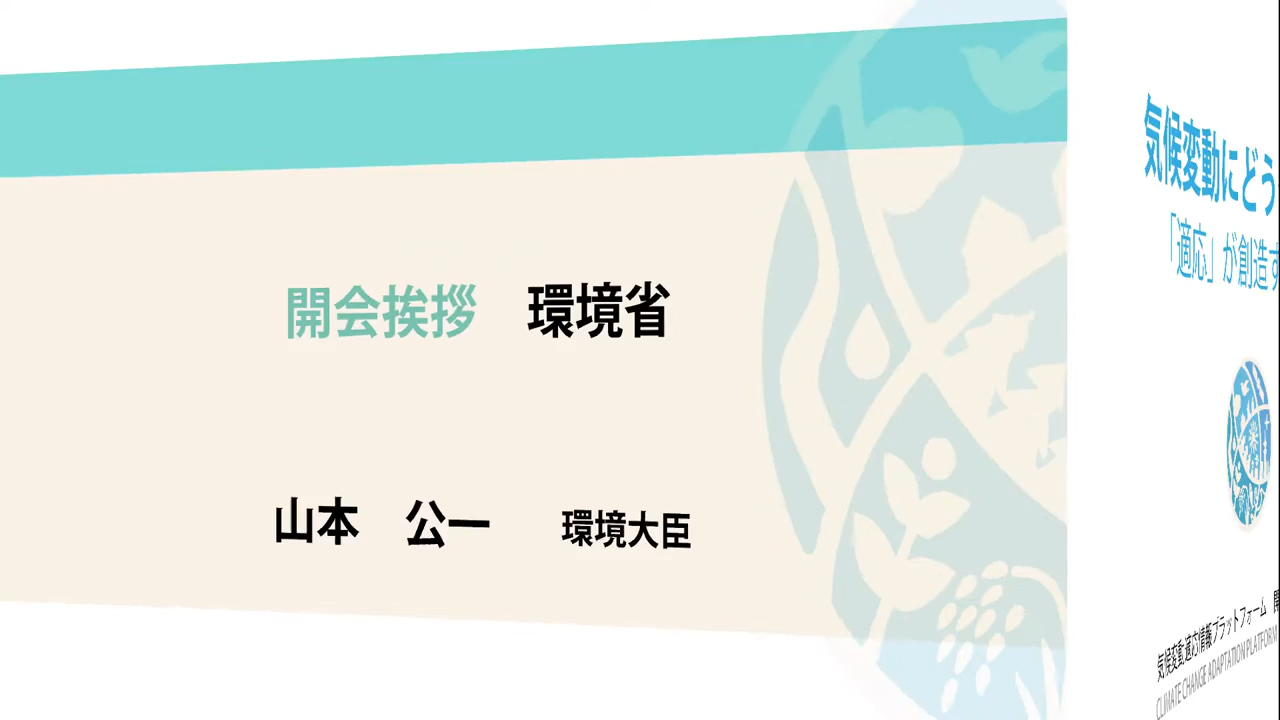 開会挨拶 環境省
山本 公一 環境大臣
気候変動にどう
「適応」が創造す
気候変動適応情報プラットフォーム 開
CLIMATE CHANGE ADAPTATION PLATFORM